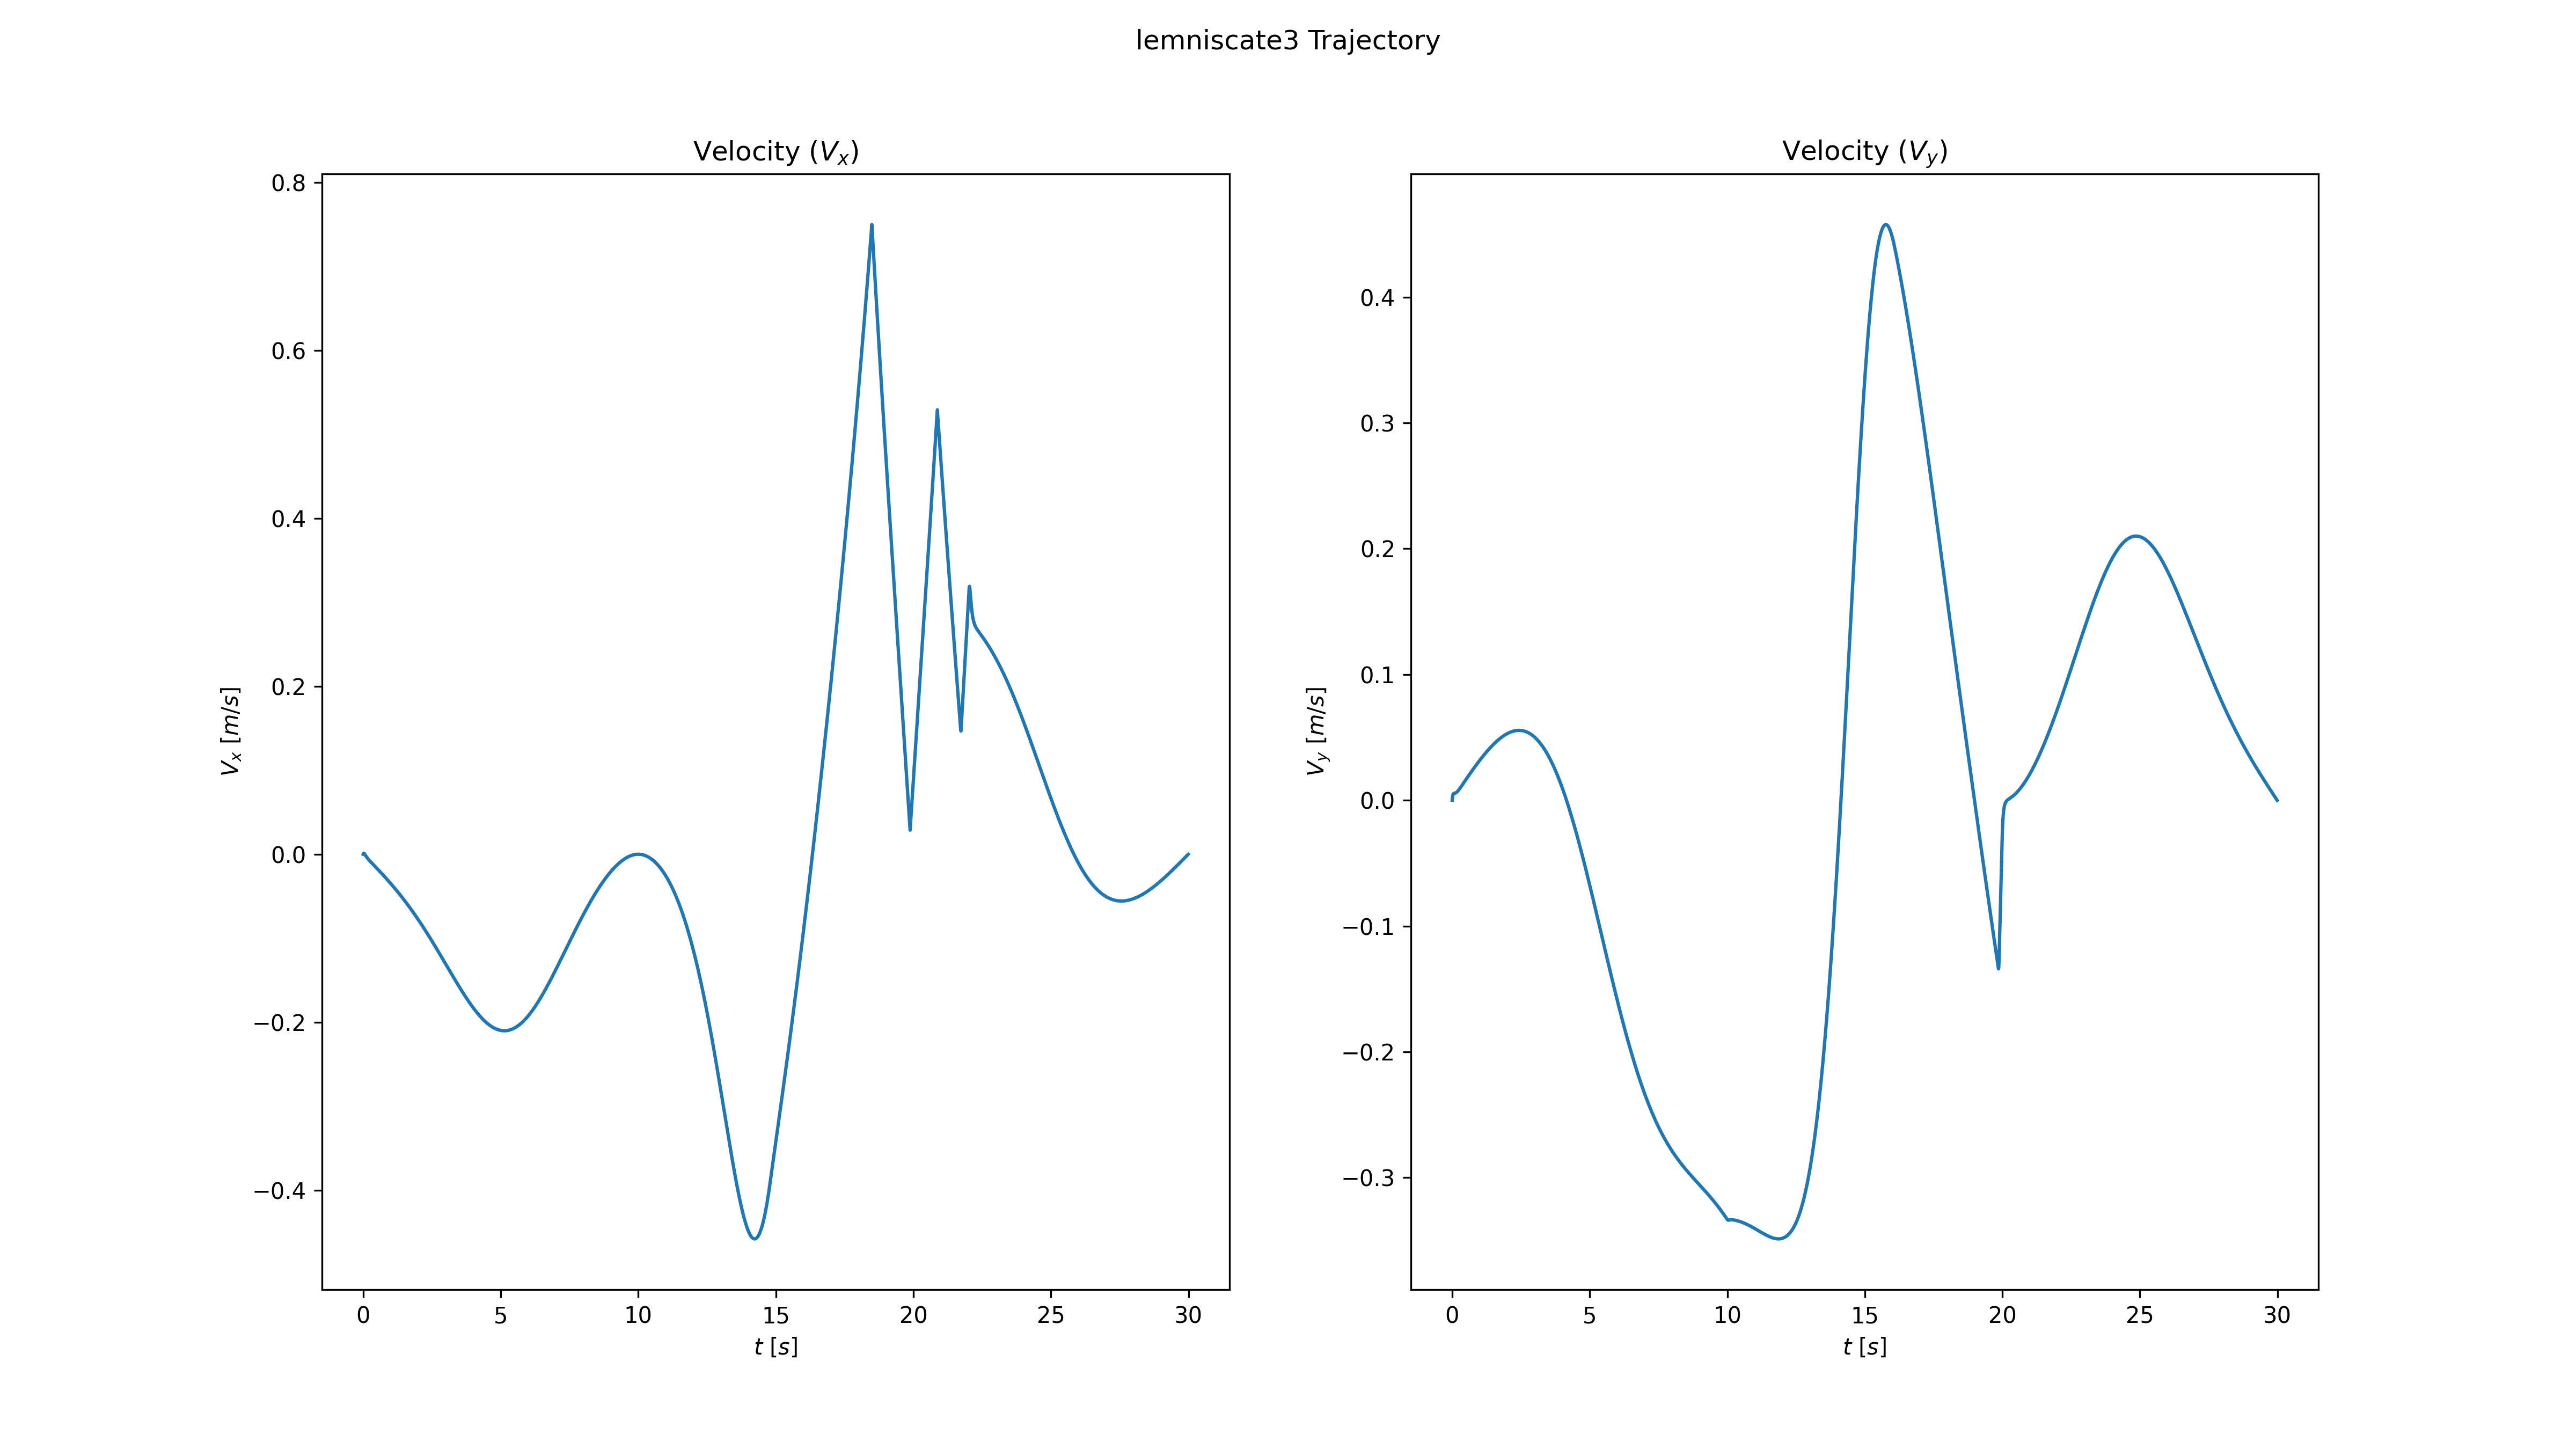 lemniscate3 Trajectory
Velocity (Vx)
0.8
0.6
0.4
0.2
0.0
−0.2
−0.4
Vx [m/s]
0 5 10 15 20 25 30
t [s]
Velocity (Vy)
0.4
0.3
0.2
0.1
0.0
−0.1
−0.2
−0.3
Vy [m/s]
0 5 10 15 20 25 30
t [s]